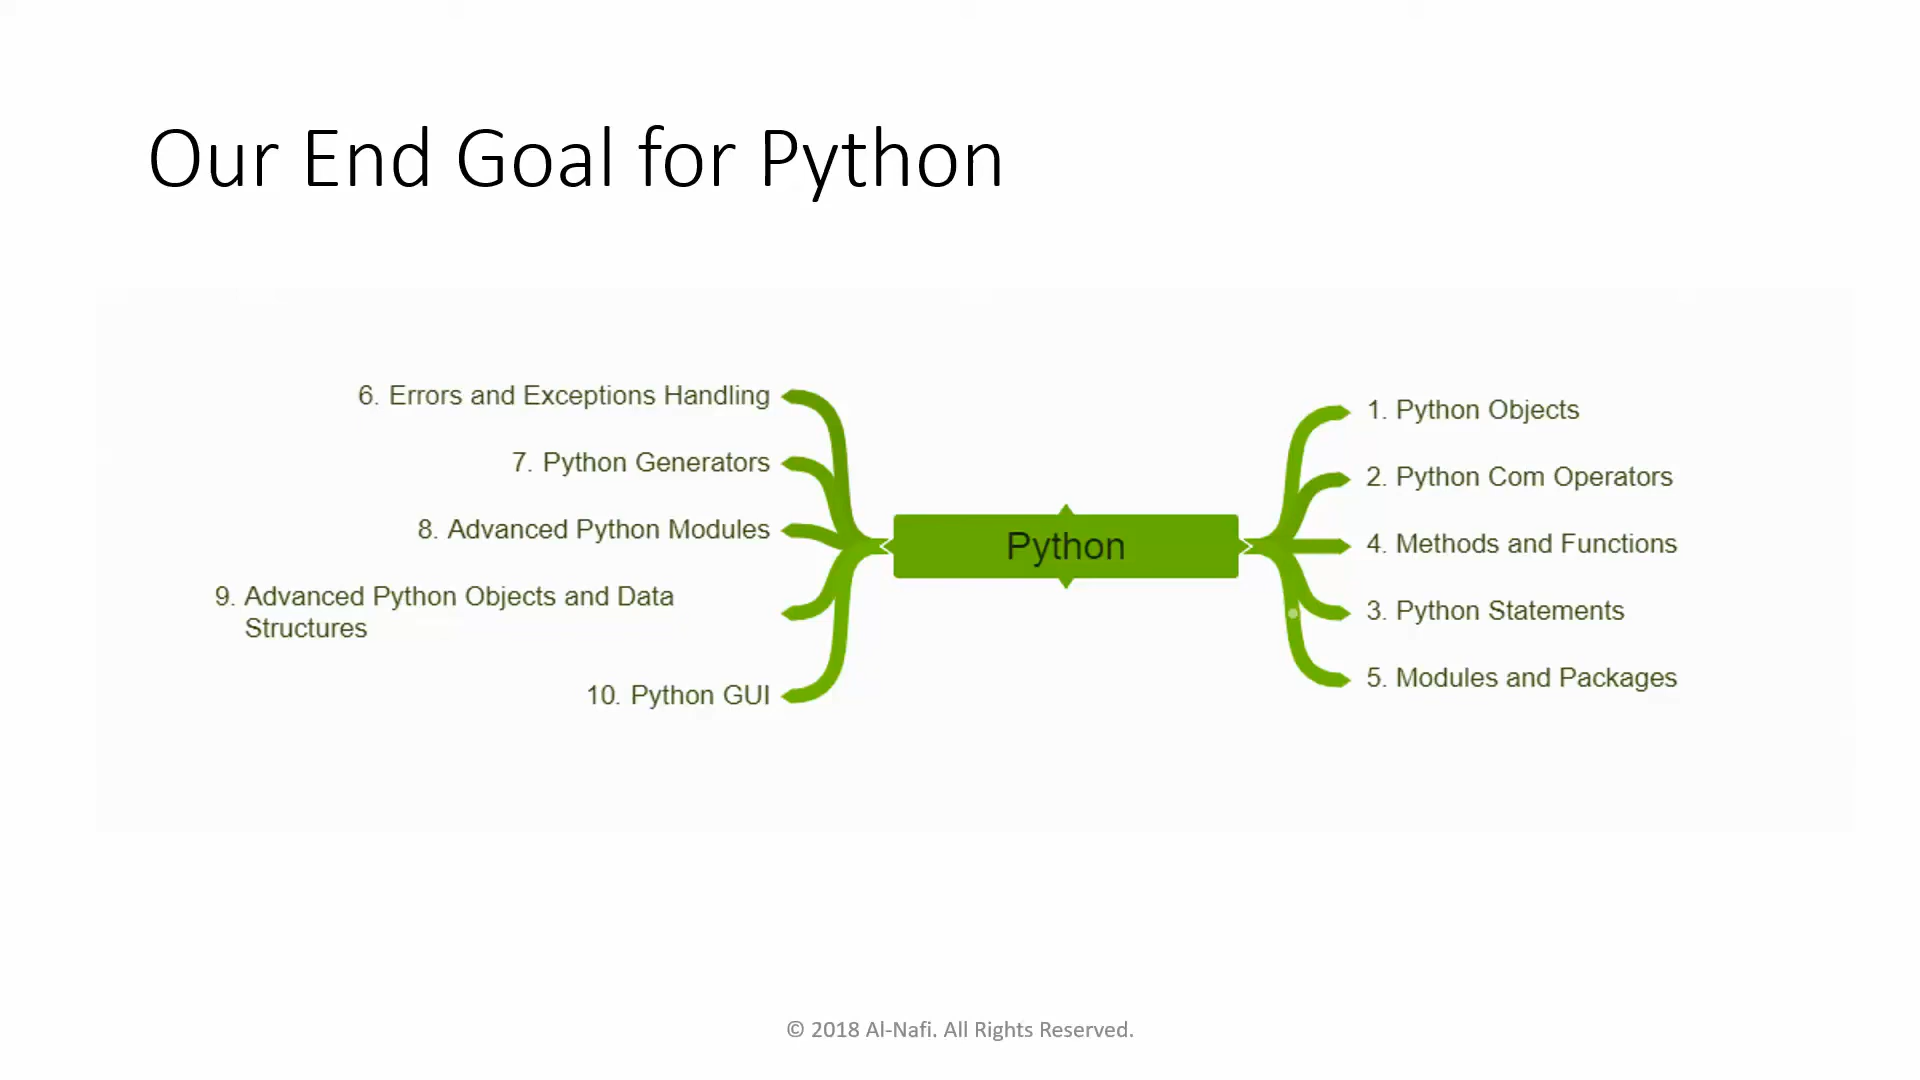 Our End Goal for Python
6. Errors and Exceptions Handling
7. Python Generators
8. Advanced Python Modules
9. Advanced Python Objects and Data
Structures
10. Python GUI
Python
1. Python Objects
2. Python Com Operators
4. Methods and Functions
3. Python Statements
5. Modules and Packages
© 2018 Al-Nafi. All Rights Reserved.